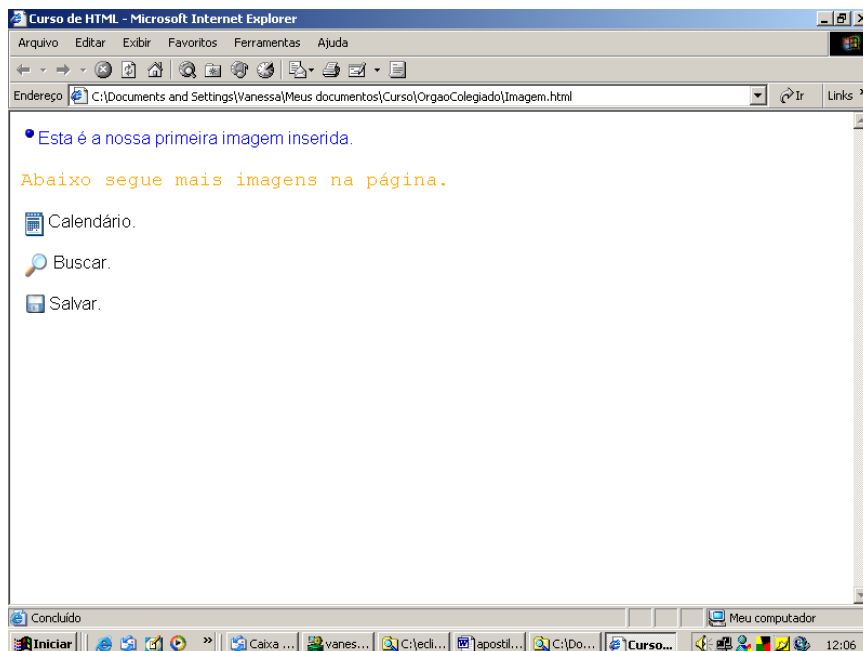 Curso de HTML - Microsoft Internet Explorer
Arquivo Editar Exibir Favoritos Ferramentas Ajuda
Endereço C:\Documents and Settings\Vanessa\Meus documentos\Curso\OrgaoColegiado\Imagem.html Ir Links
Esta é a nossa primeira imagem inserida.
Abaixo segue mais imagens na página.
Calendário.
Buscar.
Salvar.
Concluído Meu computador
Iniciar » Caixa ... vanes... C:\ecli... apostil... C:\Do... Curso... 12:06